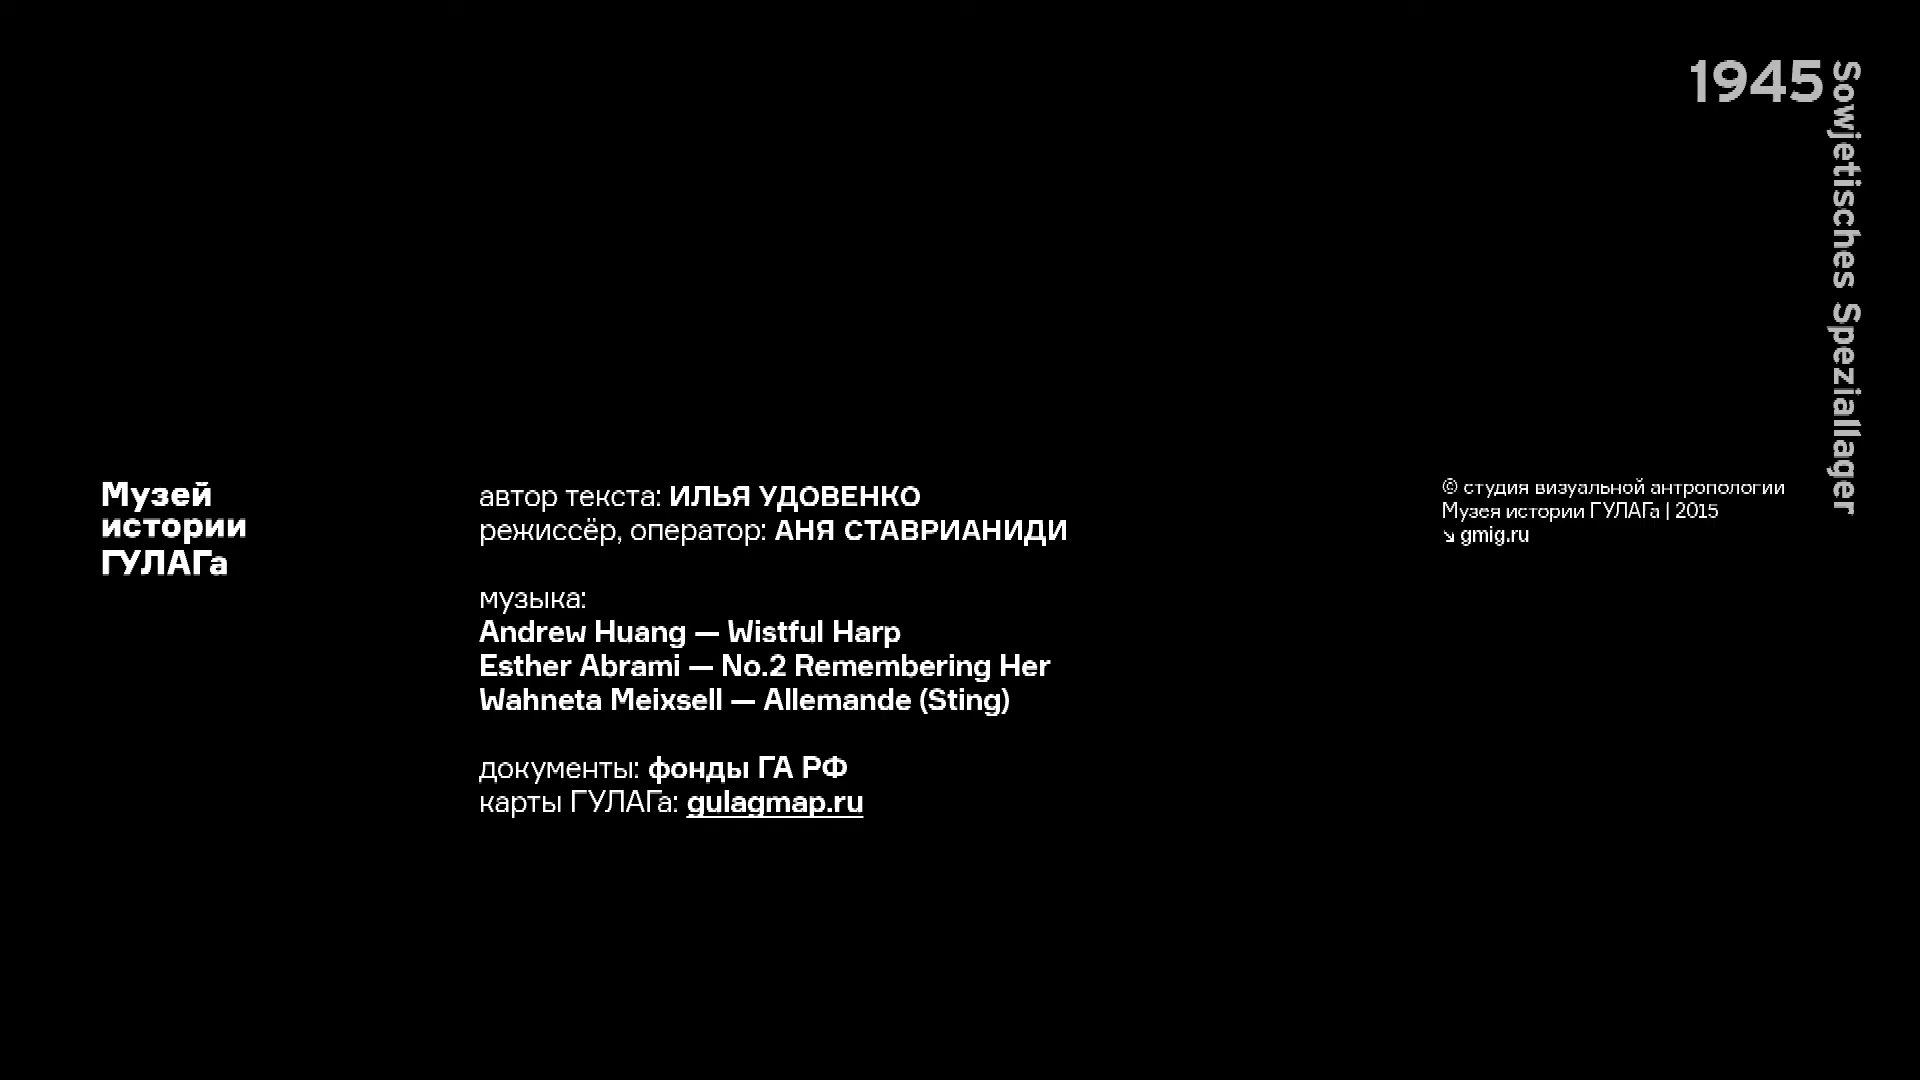 1945
Sowjetisches Speziallager
Музей
истории
ГУЛАГа
автор текста: ИЛЬЯ УДОВЕНКО
режиссёр, оператор: АНЯ СТАВРИАНИДИ
музыка:
Andrew Huang — Wistful Harp
Esther Abrami — No.2 Remembering Her
Wahneta Meixsell — Allemande (Sting)
документы: фонды ГА РФ
карты ГУЛАГа: gulagmap.ru
© студия визуальной антропологии
Музея истории ГУЛАГа | 2015
↘ gmig.ru